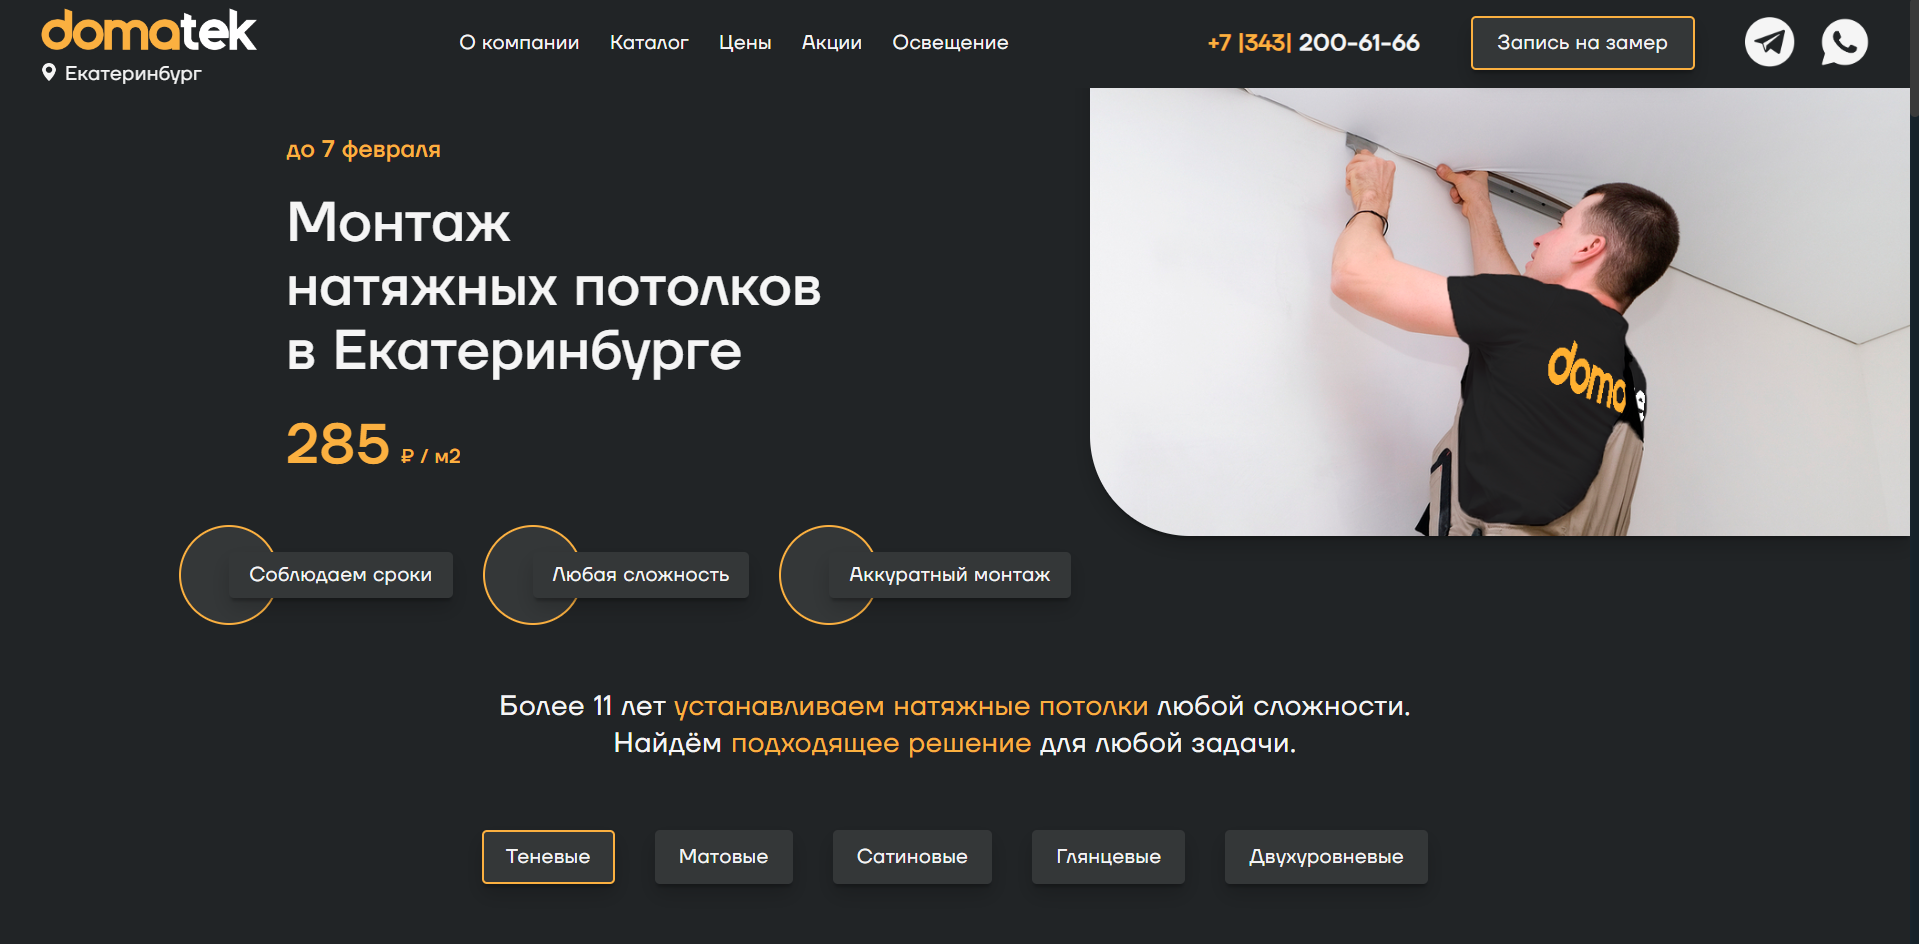 domatek
Екатеринбург
О компании Каталог Цены Акции Освещение
+7 |343| 200-61-66
Запись на замер
до 7 февраля
Монтаж
натяжных потолков
в Екатеринбурге
285 ₽ / м2
doma
Соблюдаем сроки
Любая сложность
Аккуратный монтаж
Более 11 лет устанавливаем натяжные потолки любой сложности.
Найдём подходящее решение для любой задачи.
Теневые
Матовые
Сатиновые
Глянцевые
Двухуровневые